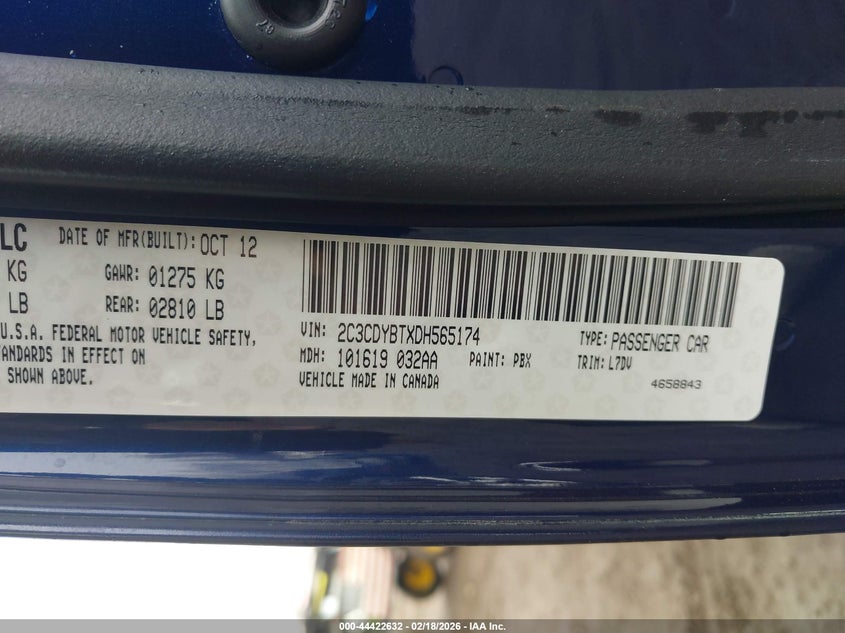 LC DATE OF MFR(BUILT): OCT 12
KG GAWR: 01275 KG
LB REAR: 02810 LB
U.S.A. FEDERAL MOTOR VEHICLE SAFETY,
TANDARDS IN EFFECT ON
SHOWN ABOVE.
VIN: 2C3CDYBTXDH565174 TYPE: PASSENGER CAR
MDH: 101619 032AA PAINT: PBX TRIM: L7DV
VEHICLE MADE IN CANADA
4658843
000-44422632 - 02/18/2026 - IAA Inc.